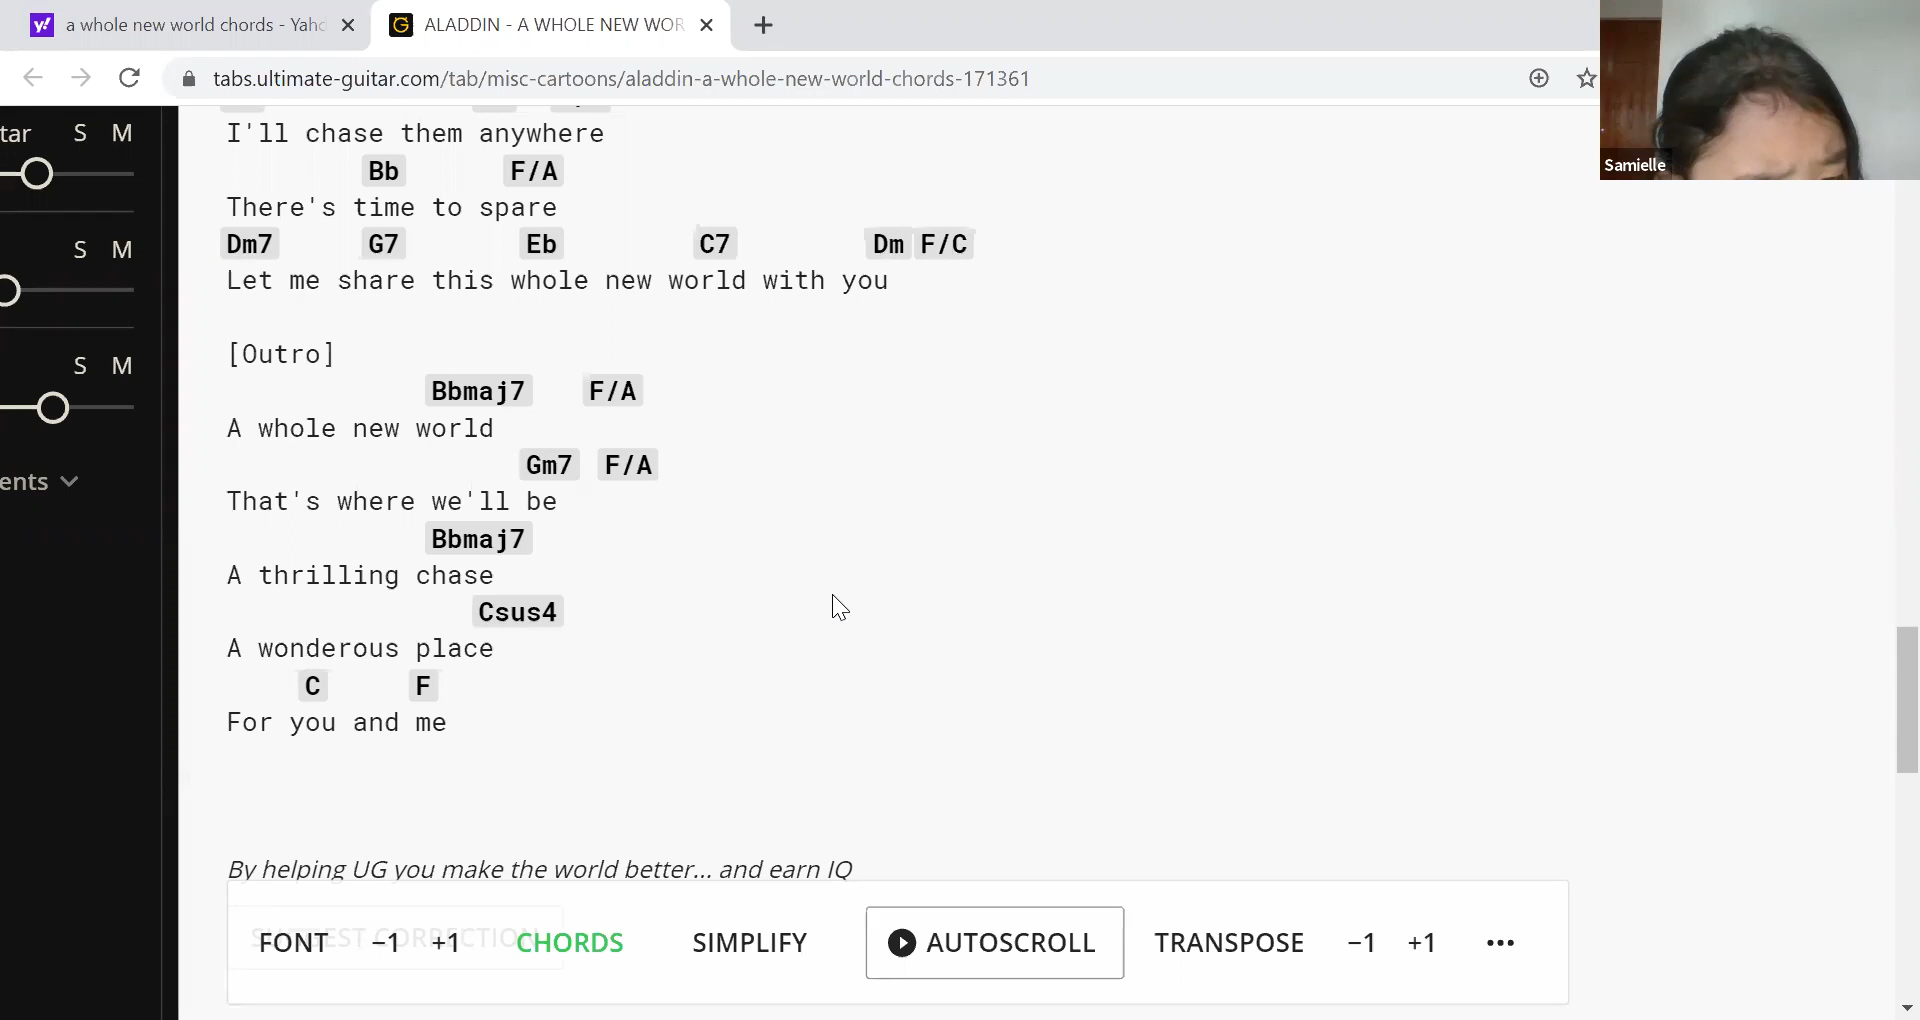 a whole new world chords - Yaho
ALADDIN - A WHOLE NEW WOR
tabs.ultimate-guitar.com/tab/misc-cartoons/aladdin-a-whole-new-world-chords-171361
Samielle
tar S M
S M
S M
ents
I'll chase them anywhere
Bb F/A
There's time to spare
Dm7 G7 Eb C7 Dm F/C
Let me share this whole new world with you
[Outro]
Bbmaj7 F/A
A whole new world
Gm7 F/A
That's where we'll be
Bbmaj7
A thrilling chase
Csus4
A wonderous place
C F
For you and me
By helping UG you make the world better... and earn IQ
SUGGEST CORRECTION
FONT −1 +1 CHORDS SIMPLIFY AUTOSCROLL TRANSPOSE −1 +1